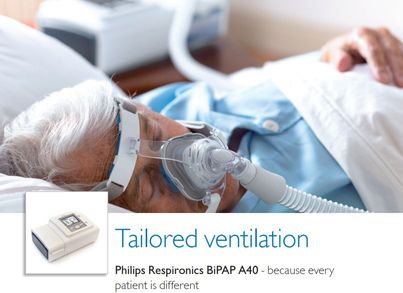 Tailored ventilation
Philips Respironics BiPAP A40 - because every
patient is different